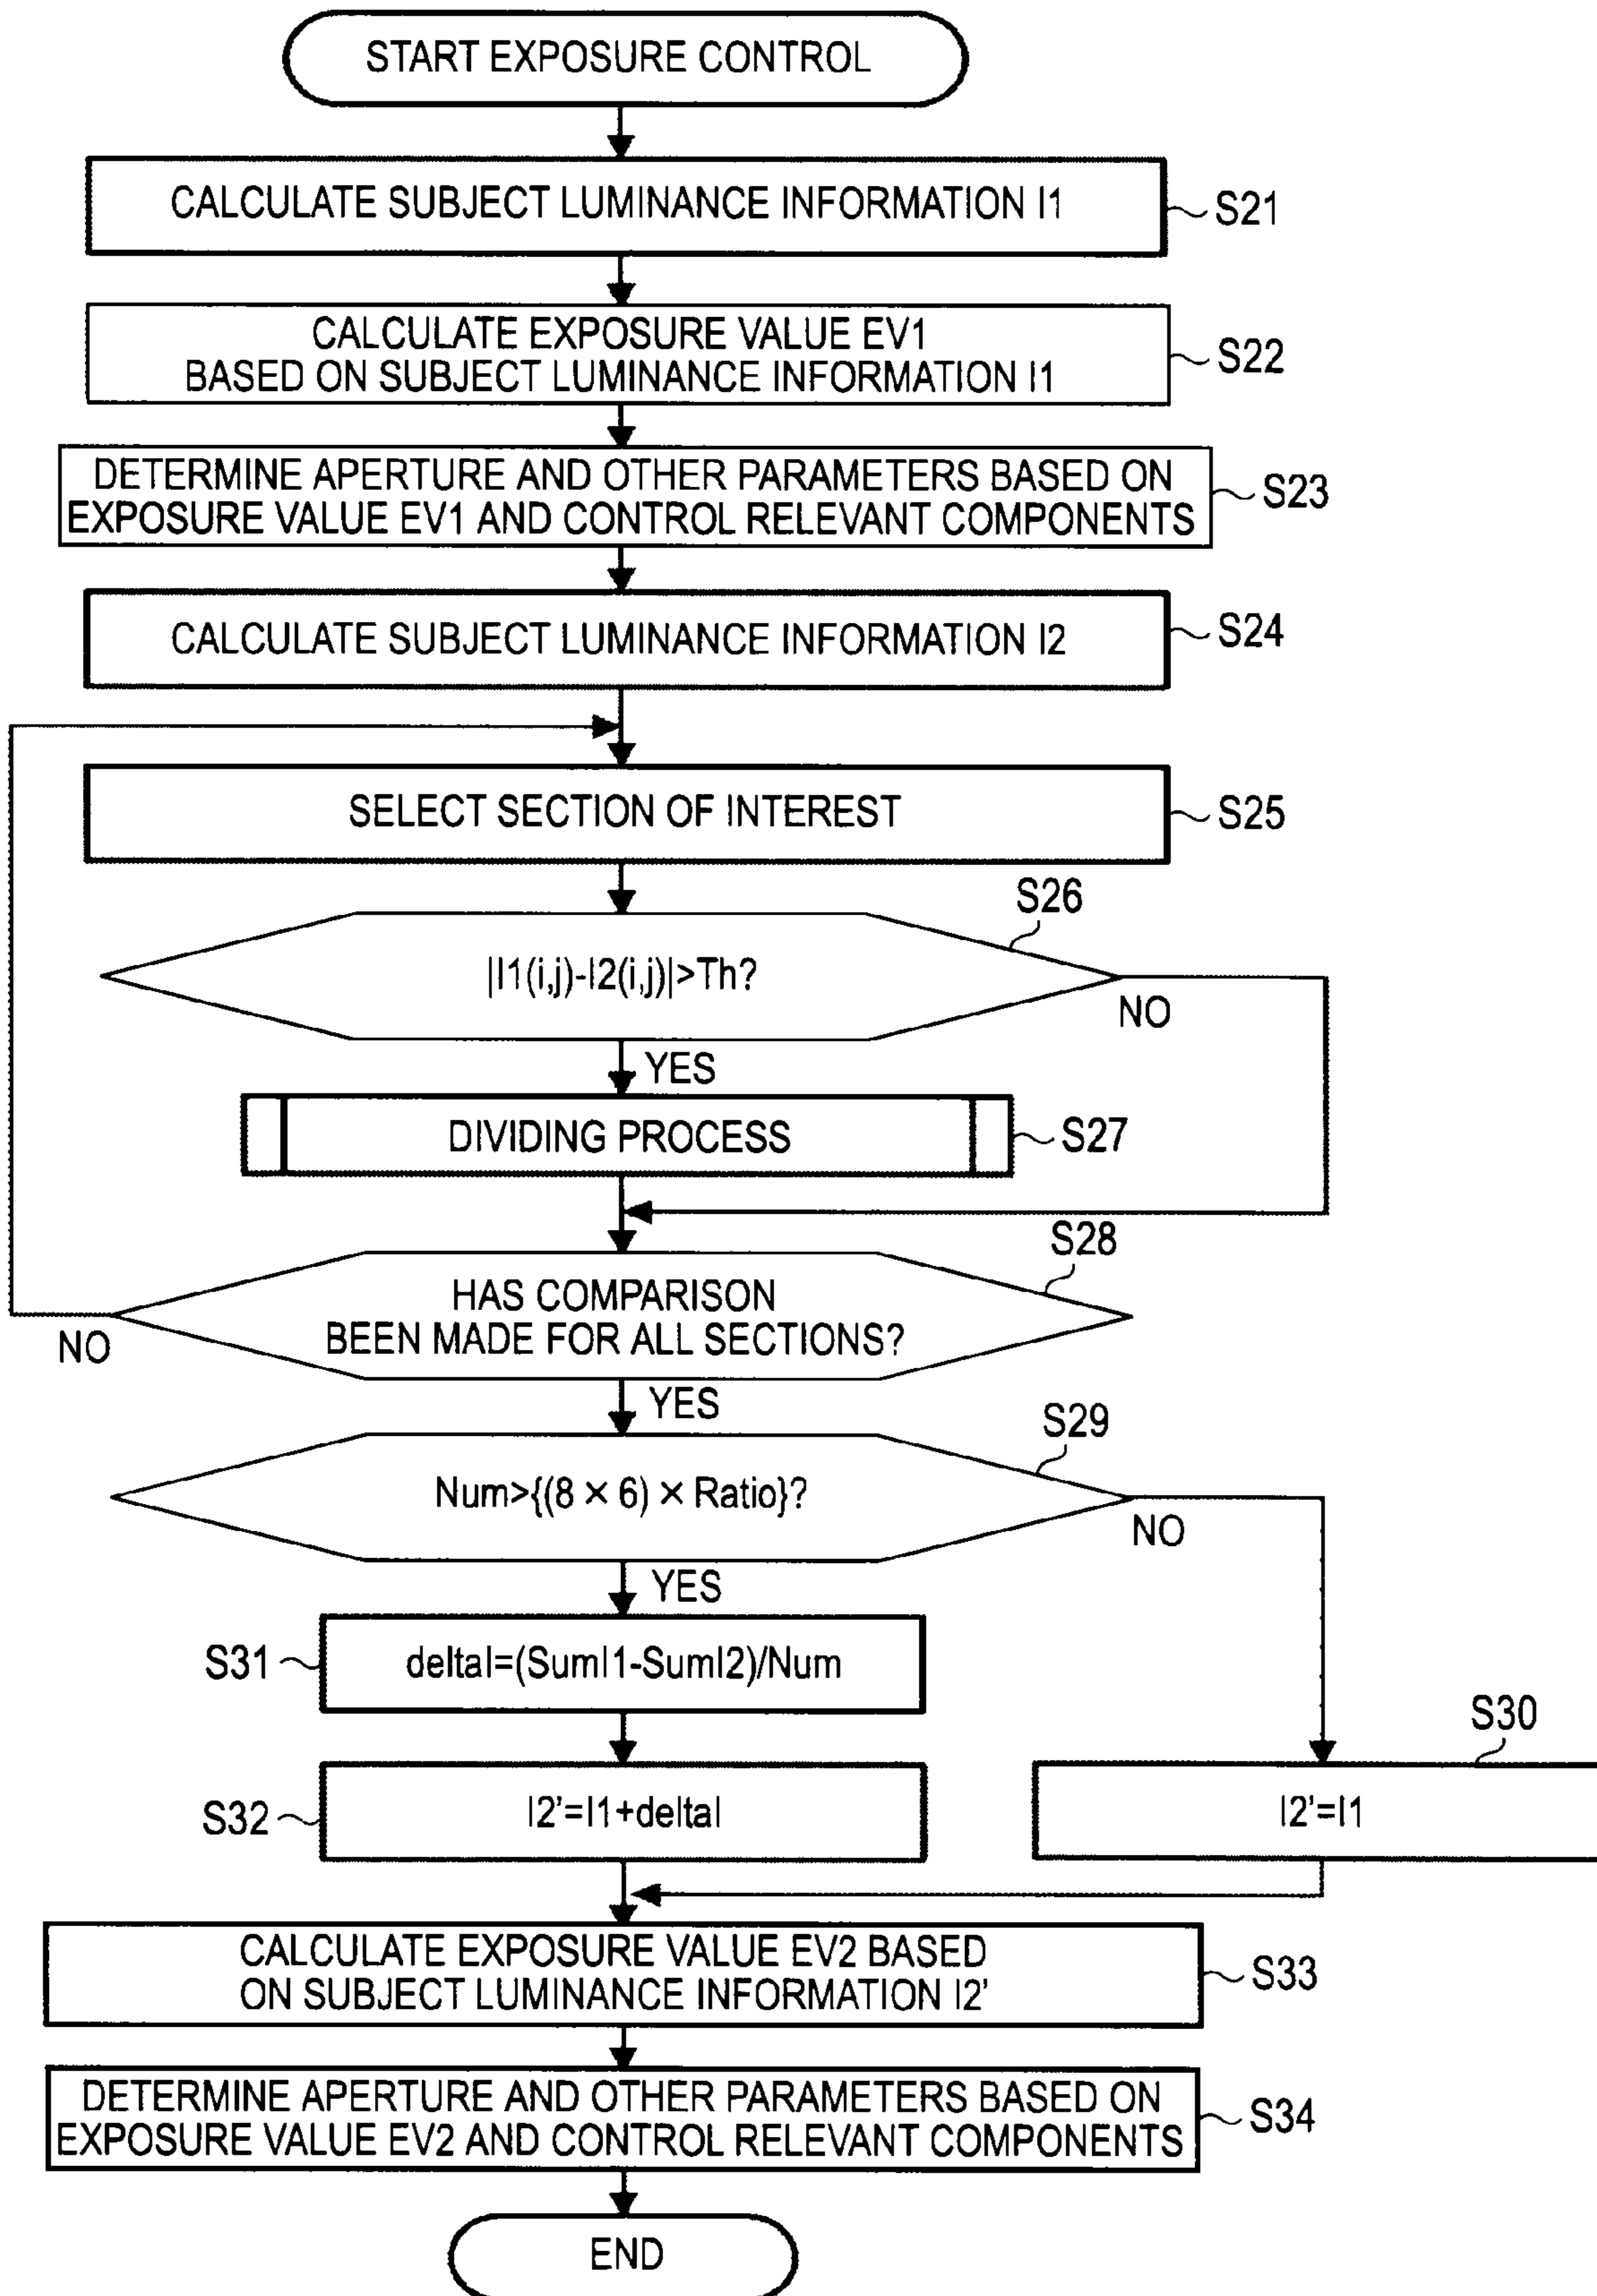 START EXPOSURE CONTROL
CALCULATE SUBJECT LUMINANCE INFORMATION I1
S21
CALCULATE EXPOSURE VALUE EV1
BASED ON SUBJECT LUMINANCE INFORMATION I1
S22
DETERMINE APERTURE AND OTHER PARAMETERS BASED ON
EXPOSURE VALUE EV1 AND CONTROL RELEVANT COMPONENTS
S23
CALCULATE SUBJECT LUMINANCE INFORMATION I2
S24
SELECT SECTION OF INTEREST
S25
S26
|I1(i,j)-I2(i,j)|>Th?
NO
YES
DIVIDING PROCESS
S27
S28
HAS COMPARISON
BEEN MADE FOR ALL SECTIONS?
NO
YES
S29
Num>{(8 × 6) × Ratio}?
NO
YES
S31
deltaI=(SumI1-SumI2)/Num
S30
S32
I2'=I1+deltaI
I2'=I1
CALCULATE EXPOSURE VALUE EV2 BASED
ON SUBJECT LUMINANCE INFORMATION I2'
S33
DETERMINE APERTURE AND OTHER PARAMETERS BASED ON
EXPOSURE VALUE EV2 AND CONTROL RELEVANT COMPONENTS
S34
END